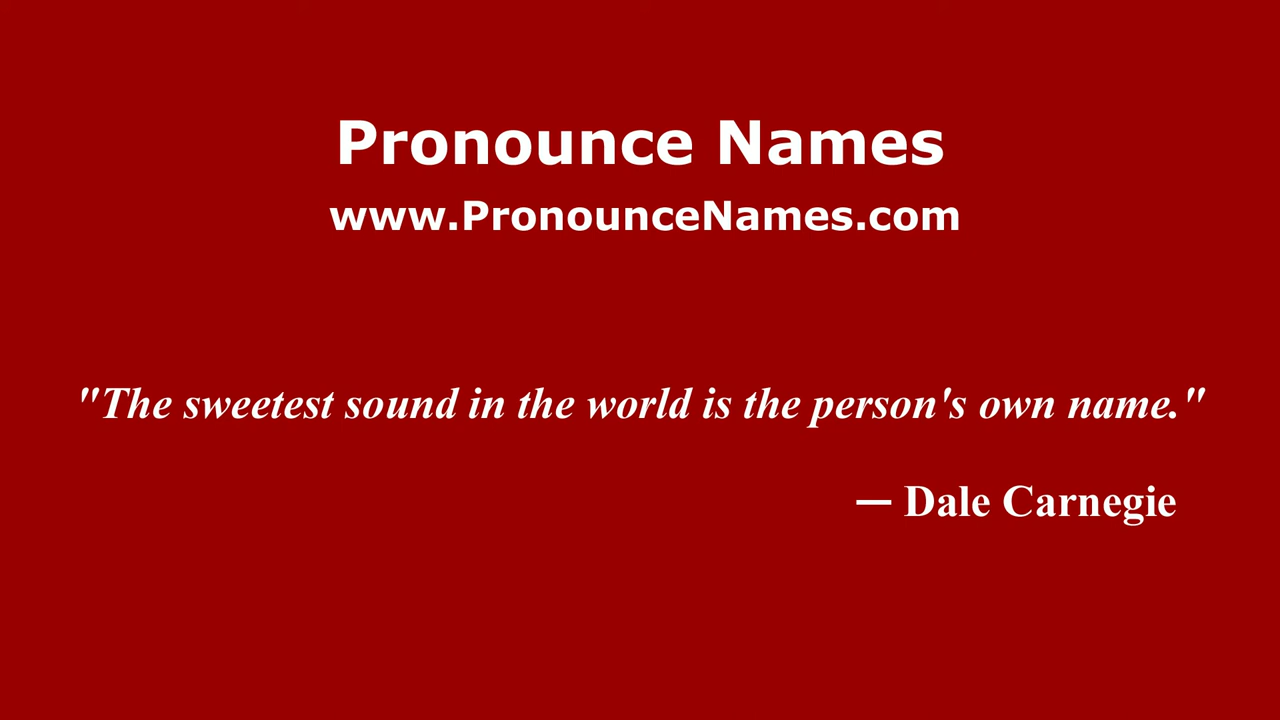 Pronounce Names
www.PronounceNames.com
"The sweetest sound in the world is the person's own name."
— Dale Carnegie